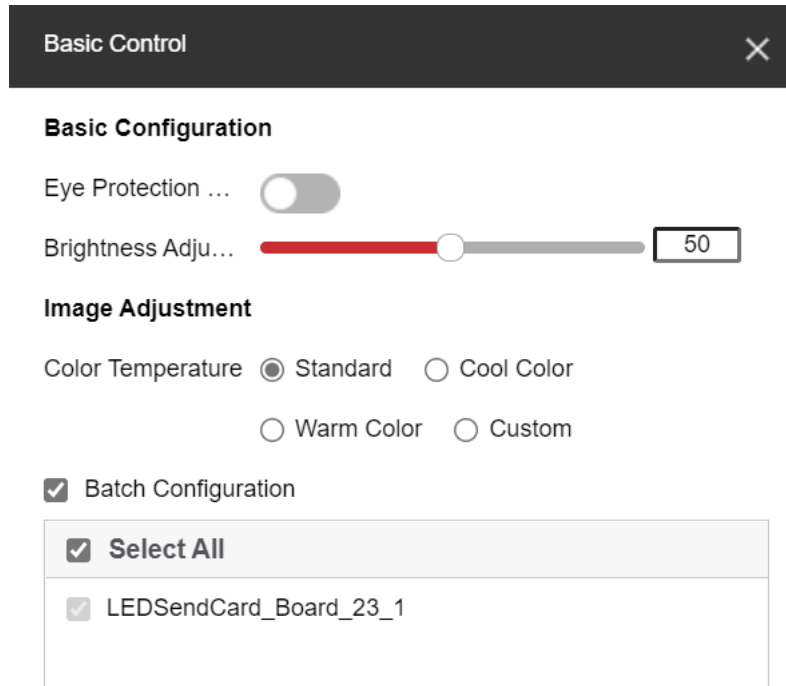 Basic Control
Basic Configuration
Eye Protection ...
Brightness Adju... 50
Image Adjustment
Color Temperature Standard Cool Color
Warm Color Custom
Batch Configuration
Select All
LEDSendCard_Board_23_1